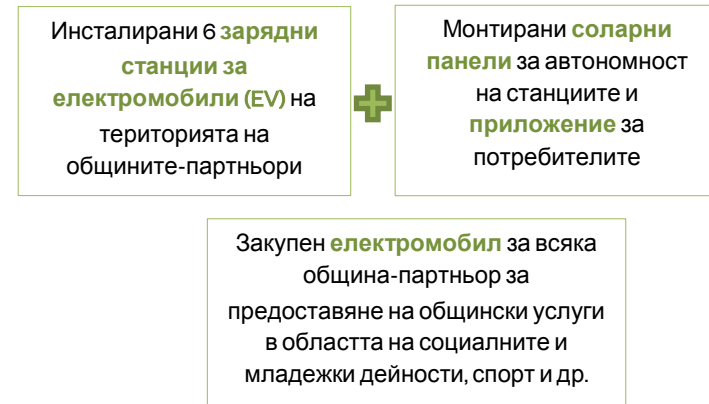 Инсталирани 6 зарядни
станции за
електромобили (EV) на
територията на
общините-партньори
Монтирани соларни
панели за автономност
на станциите и
приложение за
потребителите
Закупен електромобил за всяка
община-партньор за
предоставяне на общински услуги
в областта на социалните и
младежки дейности, спорт и др.